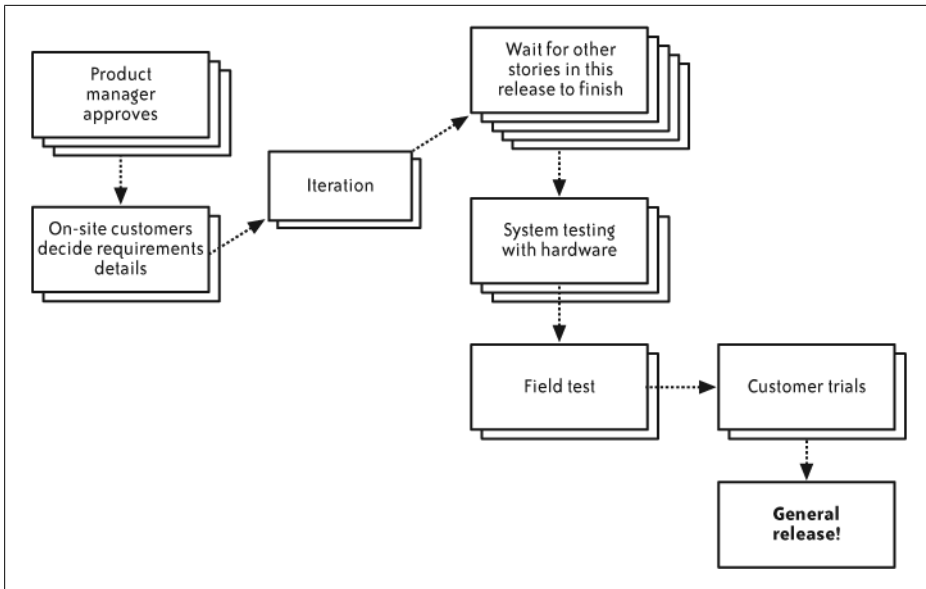 Product
manager
approves
On-site customers
decide requirements
details
Iteration
Wait for other
stories in this
release to finish
System testing
with hardware
Field test
Customer trials
General
release!